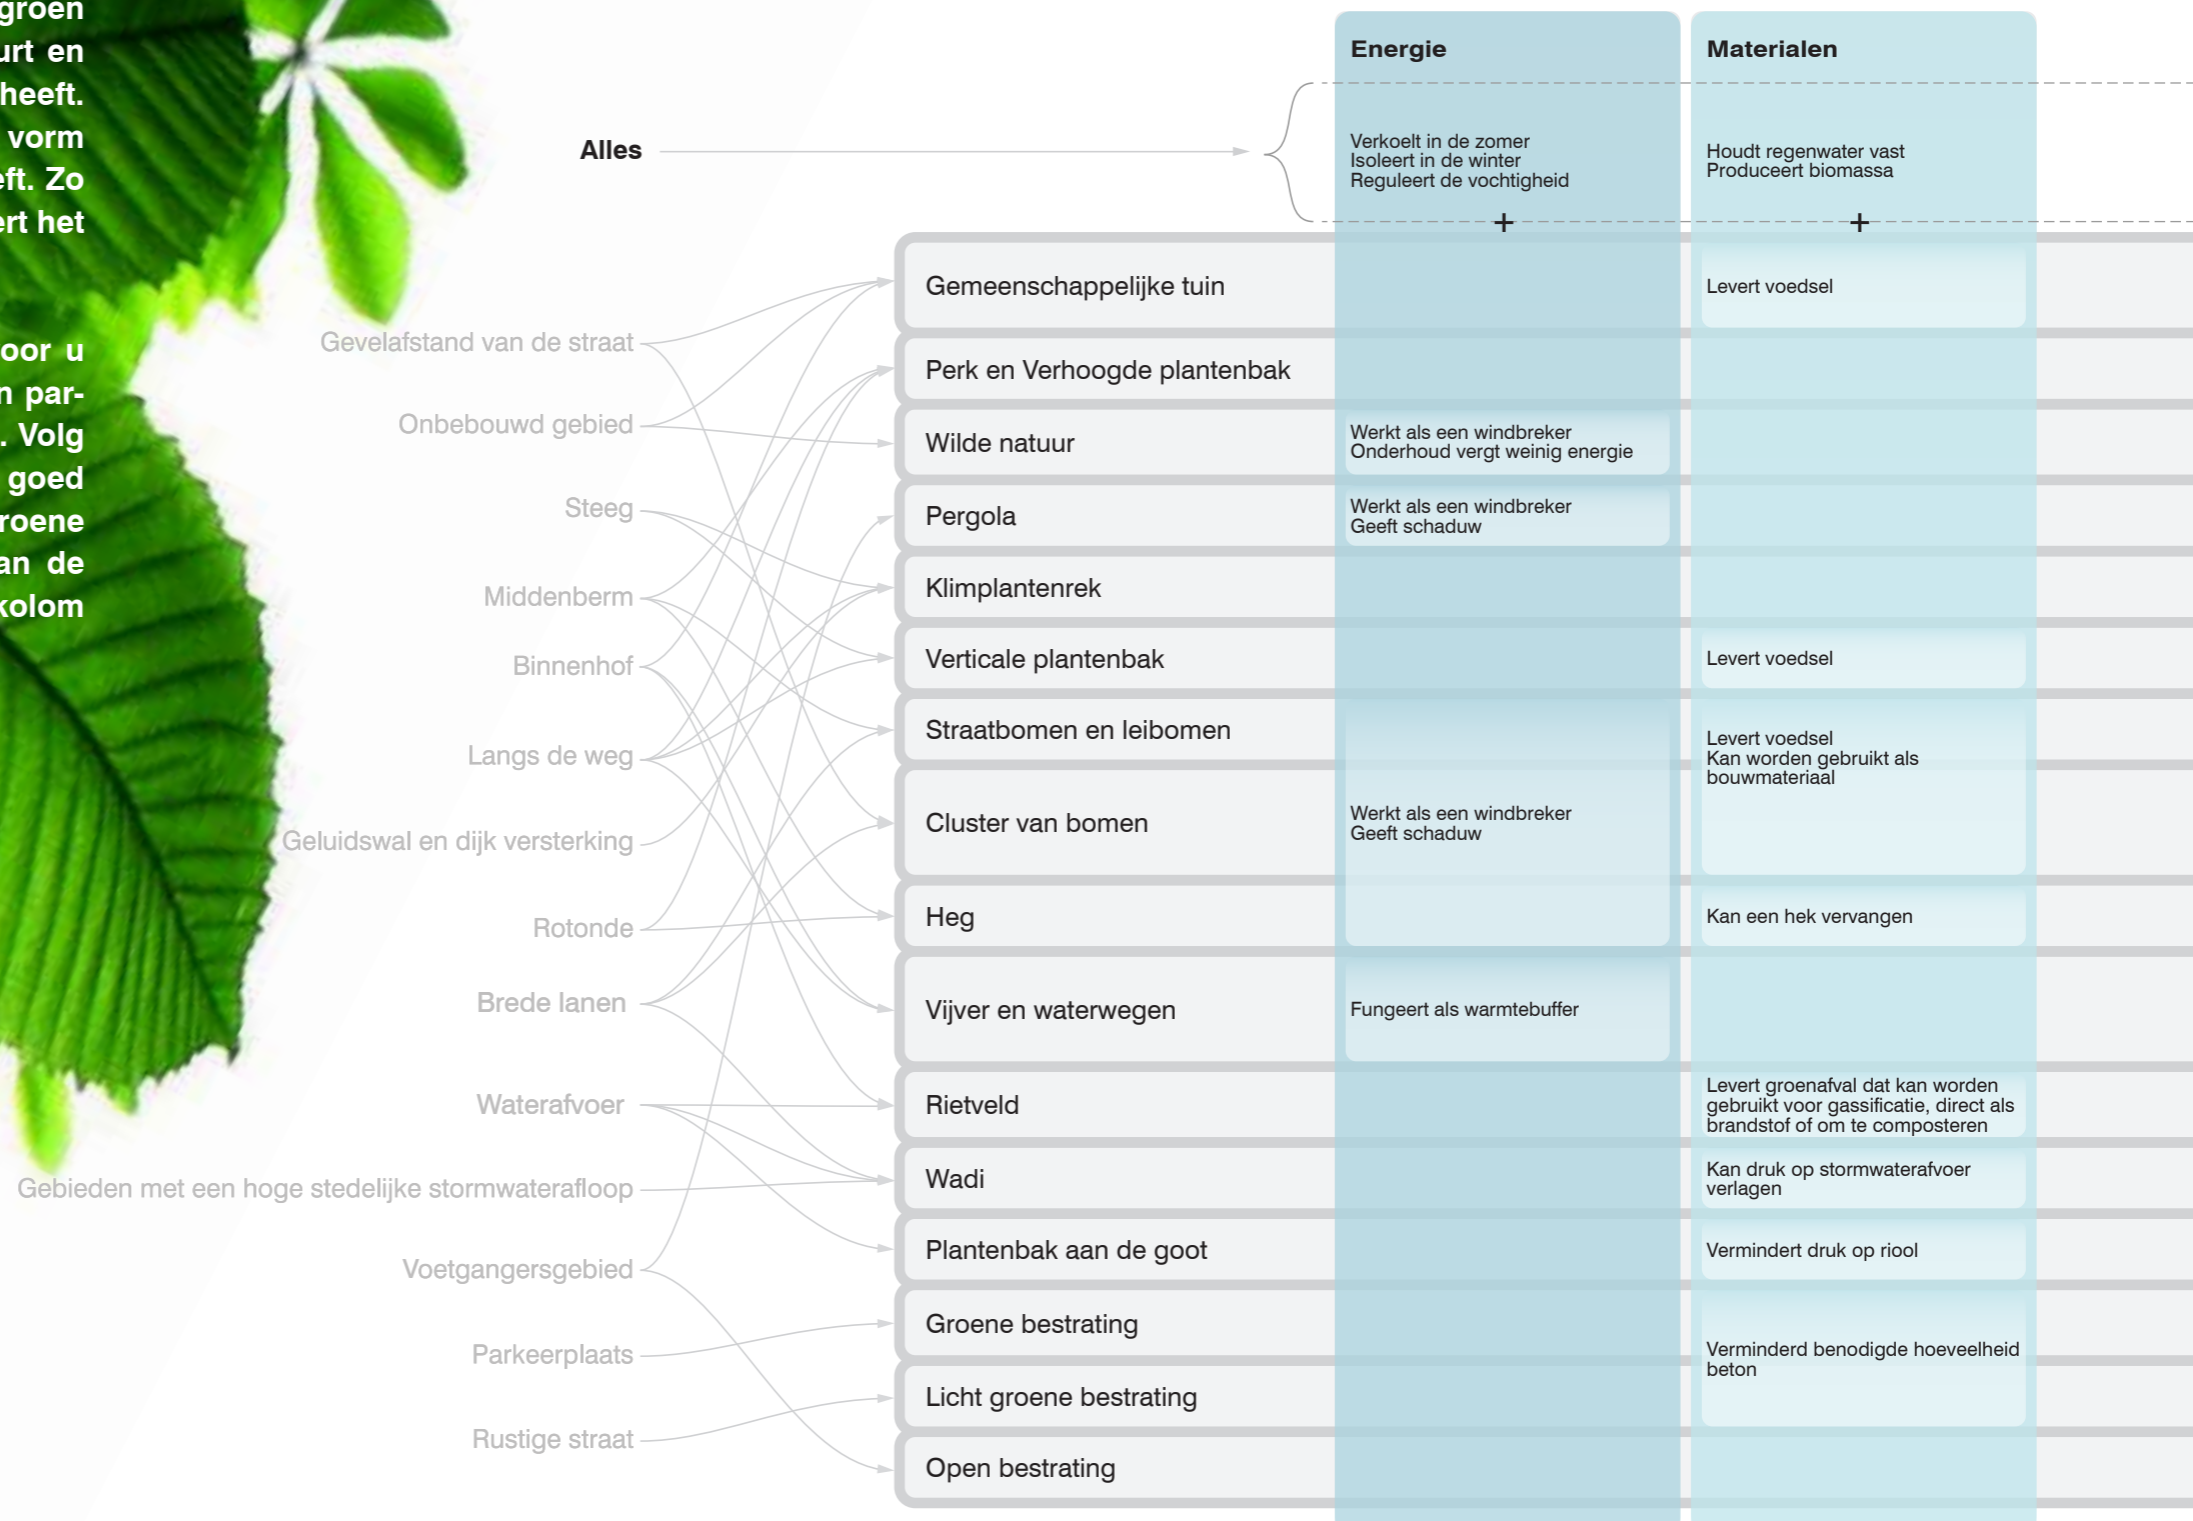 groen
en
heeft.
vorm
Zo
het
oor u
par-
Volg
goed
an de
kolom
Energie
Materialen
Alles
Verkoelt in de zomer
Isoleert in de winter
Reguleert de vochtigheid
Houdt regenwater vast
Produceert biomassa
+
+
Gevelafstand van de straat
Onbebouwd gebied
Steeg
Middenberm
Binnenhof
Langs de weg
Geluidswal en dijk versterking
Rotonde
Brede lanen
Waterafvoer
Gebieden met een hoge stedelijke stormwaterafloop
Voetgangersgebied
Parkeerplaats
Rustige straat
Gemeenschappelijke tuin
Levert voedsel
Perk en Verhoogde plantenbak
Wilde natuur
Werkt als een windbreker
Onderhoud vergt weinig energie
Pergola
Werkt als een windbreker
Geeft schaduw
Klimplantenrek
Verticale plantenbak
Levert voedsel
Straatbomen en leibomen
Levert voedsel
Kan worden gebruikt als
bouwmateriaal
Cluster van bomen
Werkt als een windbreker
Geeft schaduw
Heg
Kan een hek vervangen
Vijver en waterwegen
Fungeert als warmtebuffer
Rietveld
Levert groenafval dat kan worden
gebruikt voor gassificatie, direct als
brandstof of om te composteren
Wadi
Kan druk op stormwaterafvoer
verlagen
Plantenbak aan de goot
Vermindert druk op riool
Groene bestrating
Verminderd benodigde hoeveelheid
beton
Licht groene bestrating
Open bestrating